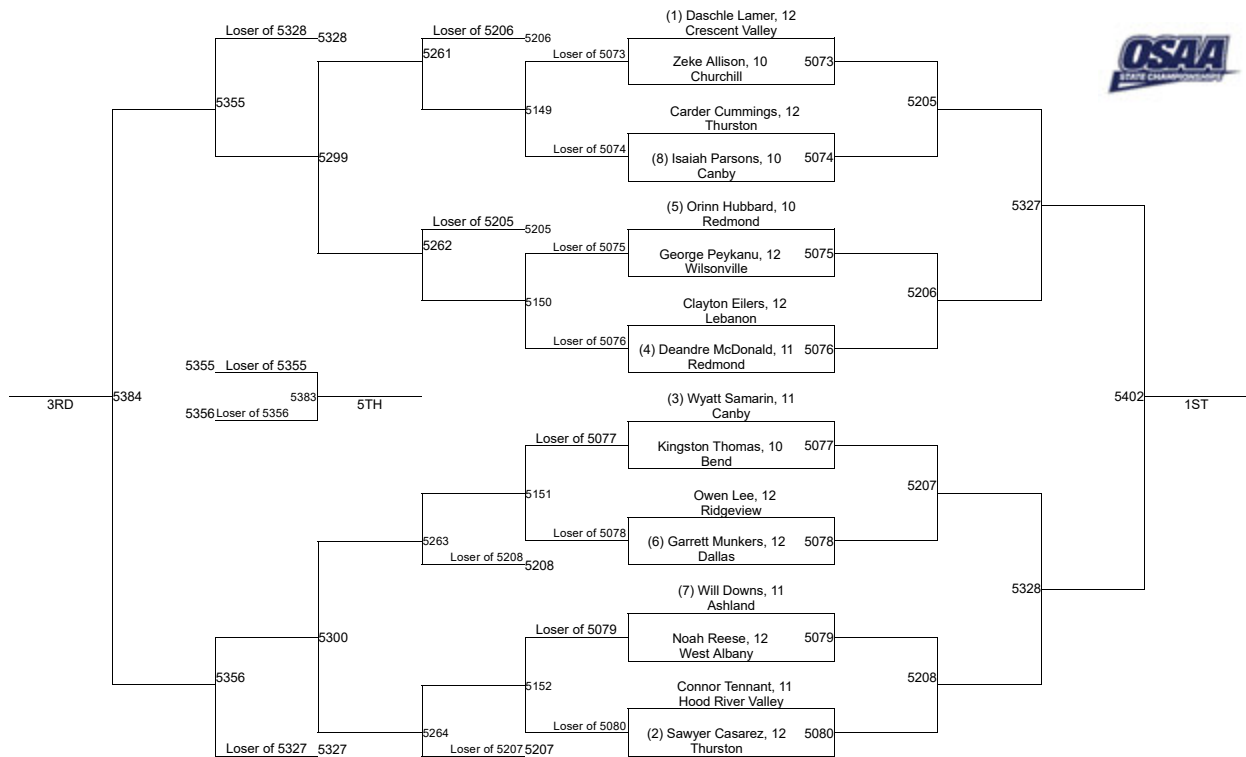 (1) Daschle Lamer, 12
Crescent Valley
Loser of 5328
5328
Loser of 5206
5206
OSAA
STATE CHAMPIONSHIPS
5261
Loser of 5073
Zeke Allison, 10
5073
Churchill
5355
5149
5205
Carder Cummings, 12
Thurston
Loser of 5074
5299
(8) Isaiah Parsons, 10
5074
Canby
(5) Orinn Hubbard, 10
Redmond
5327
Loser of 5205
5205
5262
Loser of 5075
George Peykanu, 12
5075
Wilsonville
5150
5206
Clayton Eilers, 12
Lebanon
Loser of 5076
(4) Deandre McDonald, 11
5076
Redmond
5355
Loser of 5355
3RD
5384
5383
5TH
5402
1ST
(3) Wyatt Samarin, 11
Canby
5356
Loser of 5356
Loser of 5077
Kingston Thomas, 10
5077
Bend
5151
5207
Owen Lee, 12
Ridgeview
Loser of 5078
5263
(6) Garrett Munkers, 12
5078
Dallas
Loser of 5208
5208
(7) Will Downs, 11
Ashland
5328
Loser of 5079
5300
Noah Reese, 12
5079
West Albany
5356
5152
5208
Connor Tennant, 11
Hood River Valley
Loser of 5080
5264
(2) Sawyer Casarez, 12
5080
Thurston
Loser of 5327
5327
Loser of 5207
5207